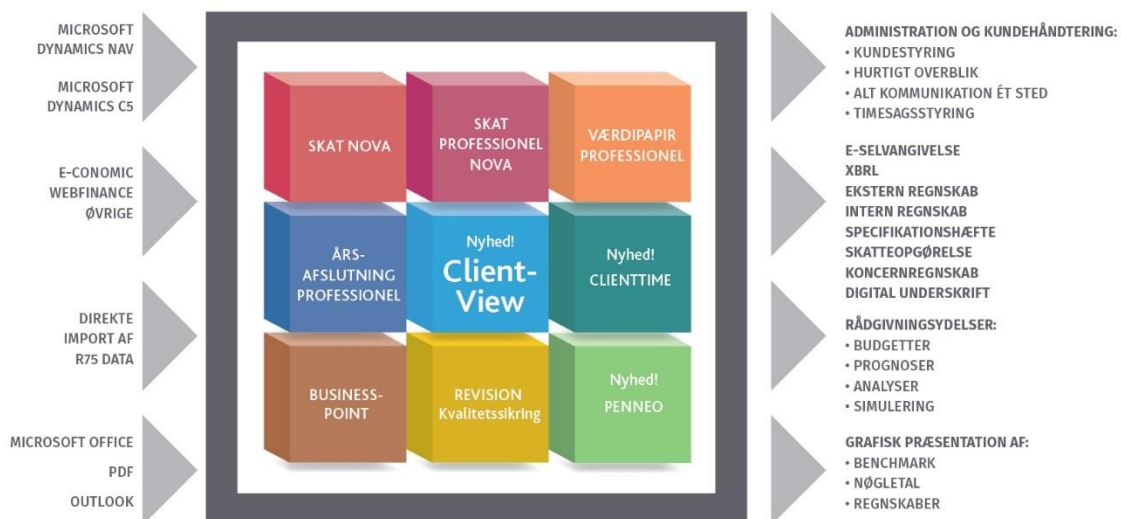 MICROSOFT
DYNAMICS NAV
MICROSOFT
DYNAMICS C5
E-CONOMIC
WEBFINANCE
ØVRIGE
DIREKTE
IMPORT AF
R75 DATA
MICROSOFT OFFICE
PDF
OUTLOOK
SKAT NOVA
SKAT
PROFESSIONEL
NOVA
VÆRDIPAPIR
PROFESSIONEL
ÅRS-
AFSLUTNING
PROFESSIONEL
Nyhed!
Client-
View
Nyhed!
CLIENTTIME
BUSINESS-
POINT
REVISION
Kvalitetssikring
Nyhed!
PENNEO
ADMINISTRATION OG KUNDEHÅNDTERING:
• KUNDESTYRING
• HURTIGT OVERBLIK
• ALT KOMMUNIKATION ÉT STED
• TIMESAGSSTYRING
E-SELVANGIVELSE
XBRL
EKSTERN REGNSKAB
INTERN REGNSKAB
SPECIFIKATIONSHÆFTE
SKATTEOPGØRELSE
KONCERNREGNSKAB
DIGITAL UNDERSKRIFT
RÅDGIVNINGSYDELSER:
• BUDGETTER
• PROGNOSER
• ANALYSER
• SIMULERING
GRAFISK PRÆSENTATION AF:
• BENCHMARK
• NØGLETAL
• REGNSKABER